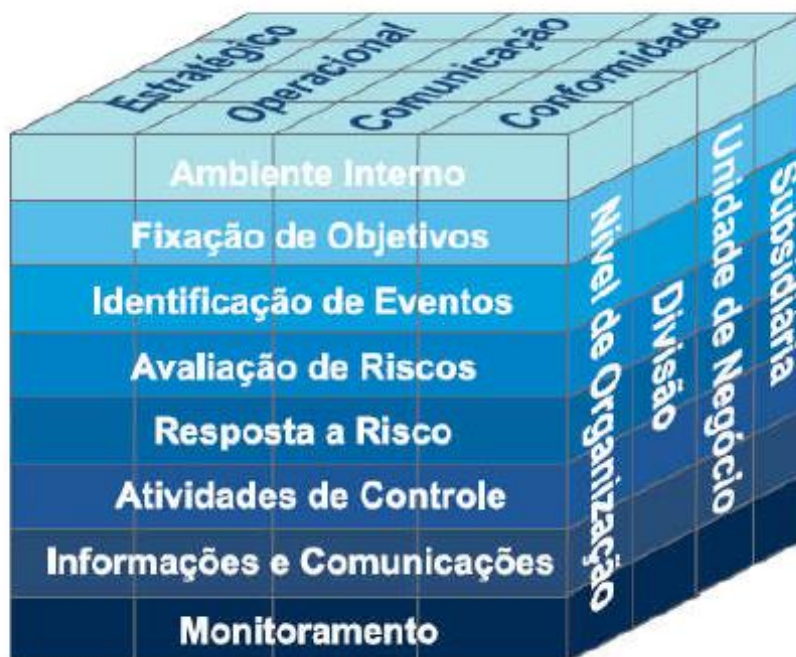 Estratégico
Operacional
Comunicação
Conformidade
Ambiente Interno
Fixação de Objetivos
Identificação de Eventos
Avaliação de Riscos
Resposta a Risco
Atividades de Controle
Informações e Comunicações
Monitoramento
Nível de Organização
Divisão
Unidade de Negócio
Subsidiária